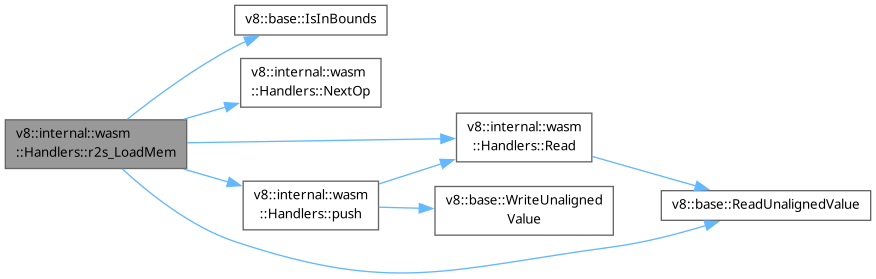 v8::base::IsInBounds
v8::internal::wasm
::Handlers::NextOp
v8::internal::wasm
::Handlers::r2s_LoadMem
v8::internal::wasm
::Handlers::Read
v8::internal::wasm
::Handlers::push
v8::base::WriteUnaligned
Value
v8::base::ReadUnalignedValue